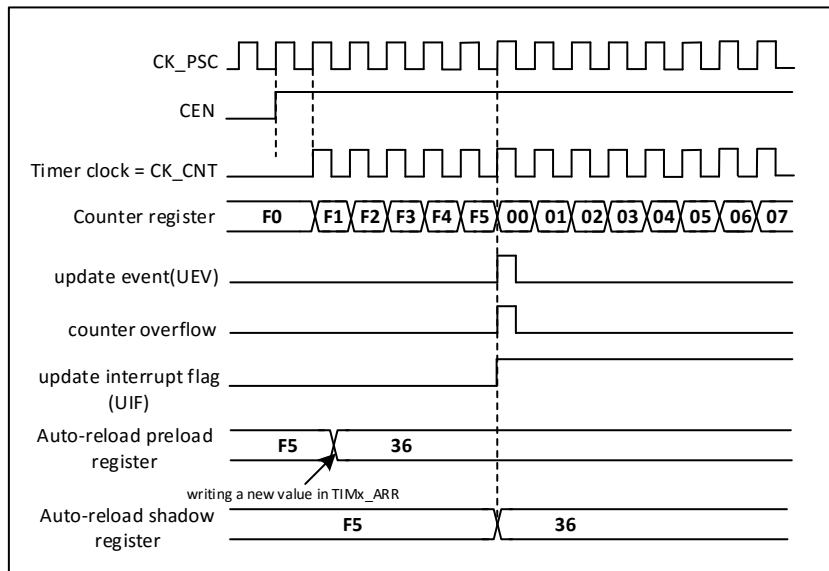 CK_PSC
CEN
Timer clock = CK_CNT
Counter register F0 F1 F2 F3 F4 F5 00 01 02 03 04 05 06 07
update event(UEV)
counter overflow
update interrupt flag
(UIF)
Auto-reload preload
register
F5 36
writing a new value in TIMx_ARR
Auto-reload shadow
register
F5 36